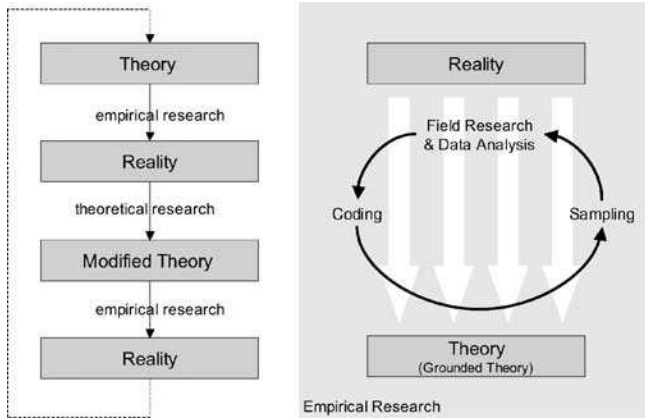 Theory
empirical research
Reality
theoretical research
Modified Theory
empirical research
Reality
Reality
Field Research
& Data Analysis
Coding
Sampling
Theory
(Grounded Theory)
Empirical Research